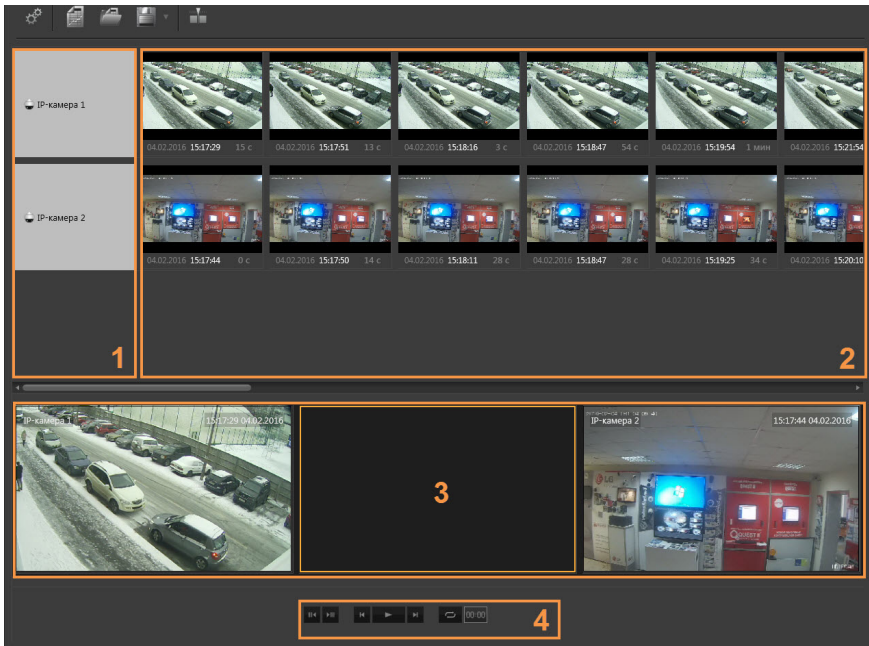 IP-камера 1
04.02.2016 15:17:29 15 с
04.02.2016 15:17:51 13 с
04.02.2016 15:18:16 3 с
04.02.2016 15:18:47 54 с
04.02.2016 15:19:54 1 мин
04.02.2016 15:21:54
IP-камера 2
04.02.2016 15:17:44 0 с
04.02.2016 15:17:50 14 с
04.02.2016 15:18:11 28 с
04.02.2016 15:18:47 28 с
04.02.2016 15:19:25 34 с
04.02.2016 15:20:10
1
2
IP-камера 1
15:17:29 04.02.2016
3
IP-камера 2
15:17:44 04.02.2016
LG
00:00
4